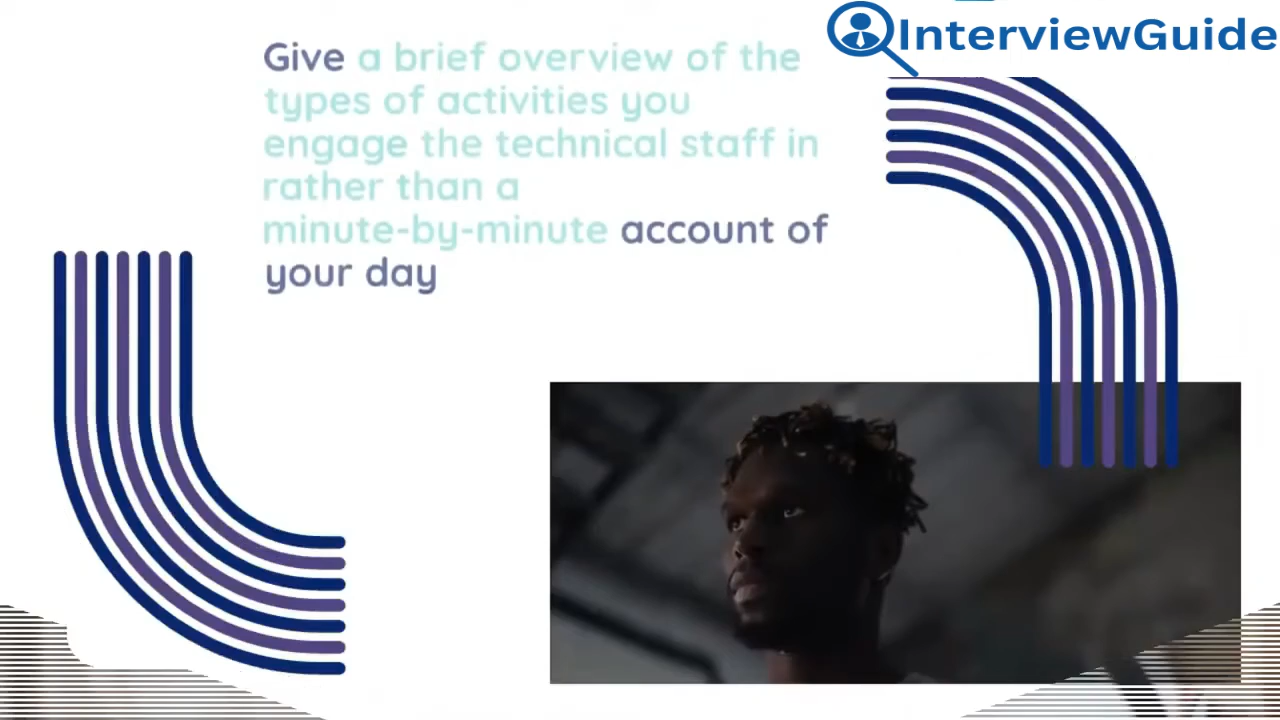 InterviewGuide
Give a brief overview of the
types of activities you
engage the technical staff in
rather than a
minute-by-minute account of
your day